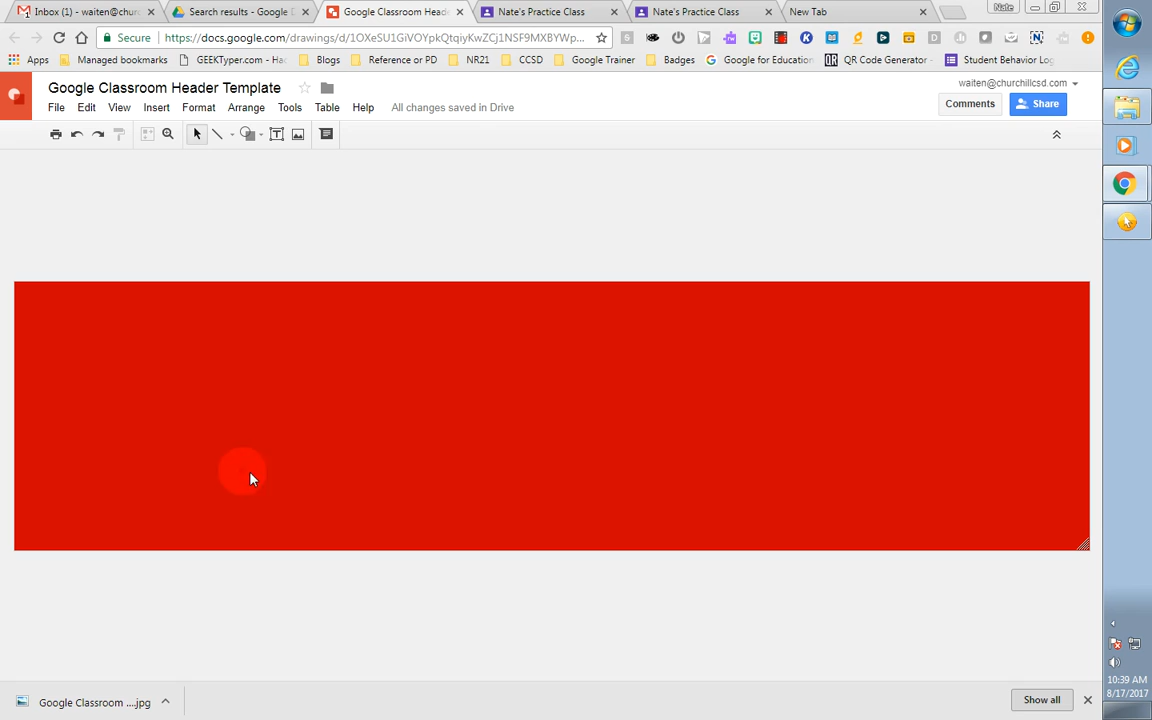 Inbox (1) - waiten@chur
Search results - Google D
Google Classroom Head
Nate's Practice Class
Nate's Practice Class
New Tab
Nate
Secure
https://docs.google.com/drawings/d/1OXeSU1GiVOYpkQtqiyKwZCj1NSF9MXBYWp...
Apps
Managed bookmarks
GEEKTyper.com - Hac
Blogs
Reference or PD
NR21
CCSD
Google Trainer
Badges
Google for Education
QR Code Generator -
Student Behavior Log
Google Classroom Header Template
waiten@churchillcsd.com
File Edit View Insert Format Arrange Tools Table Help All changes saved in Drive
Comments
Share
Google Classroom ....jpg
Show all
10:39 AM
8/17/2017